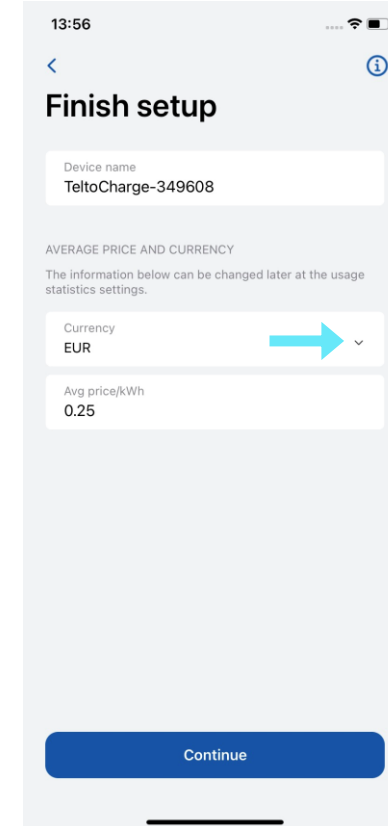 13:56
Finish setup
Device name
TeltoCharge-349608
AVERAGE PRICE AND CURRENCY
The information below can be changed later at the usage
statistics settings.
Currency
EUR
Avg price/kWh
0.25
Continue